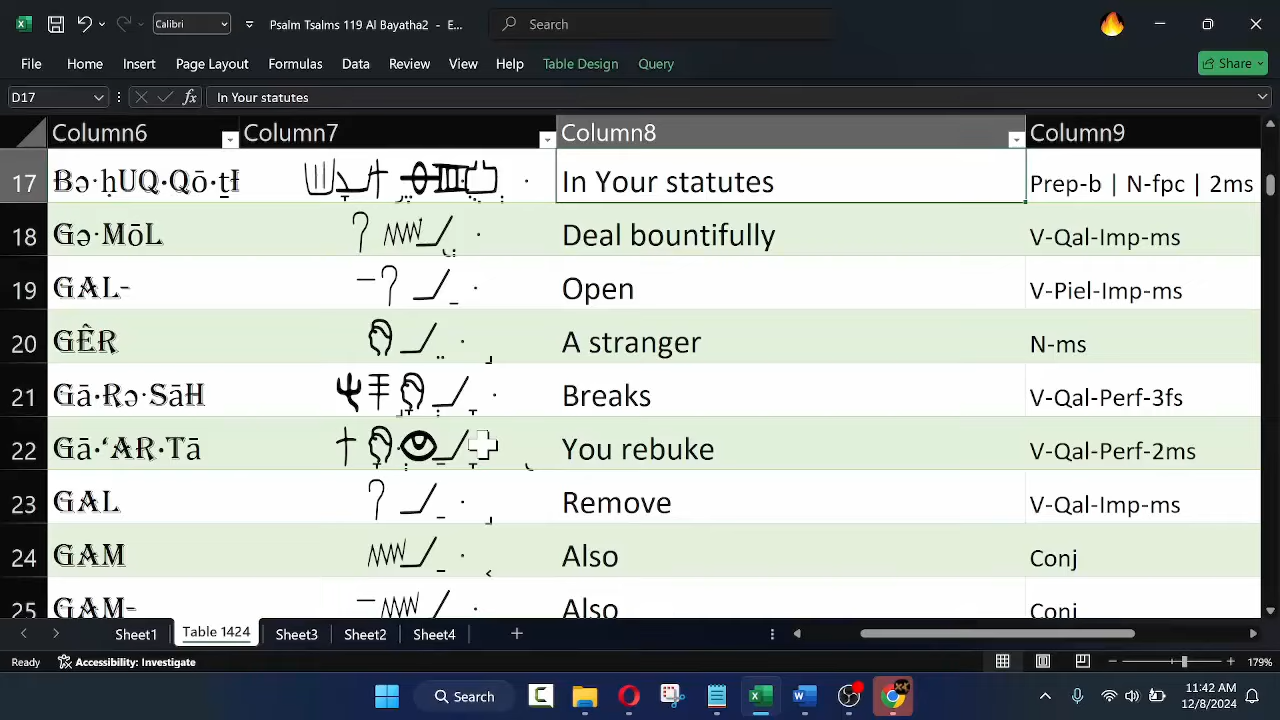 Calibri
Psalm Tsalms 119 Al Bayatha2 - E...
Search
File Home Insert Page Layout Formulas Data Review View Help Table Design Query Share
D17 fx In Your statutes
Column6 Column7 Column8 Column9
17 Bə·ḥUQ·Qō·ṯI In Your statutes Prep-b | N-fpc | 2ms
18 Gə·MōL Deal bountifully V-Qal-Imp-ms
19 GAL- Open V-Piel-Imp-ms
20 GÊR A stranger N-ms
21 Gā·Rə·SāH Breaks V-Qal-Perf-3fs
22 Gā·‘AR·Tā You rebuke V-Qal-Perf-2ms
23 GAL Remove V-Qal-Imp-ms
24 GAM Also Conj
25 GAM- Also Conj
Sheet1 Table 1424 Sheet3 Sheet2 Sheet4
Ready Accessibility: Investigate 179%
Search 11:42 AM
12/8/2024